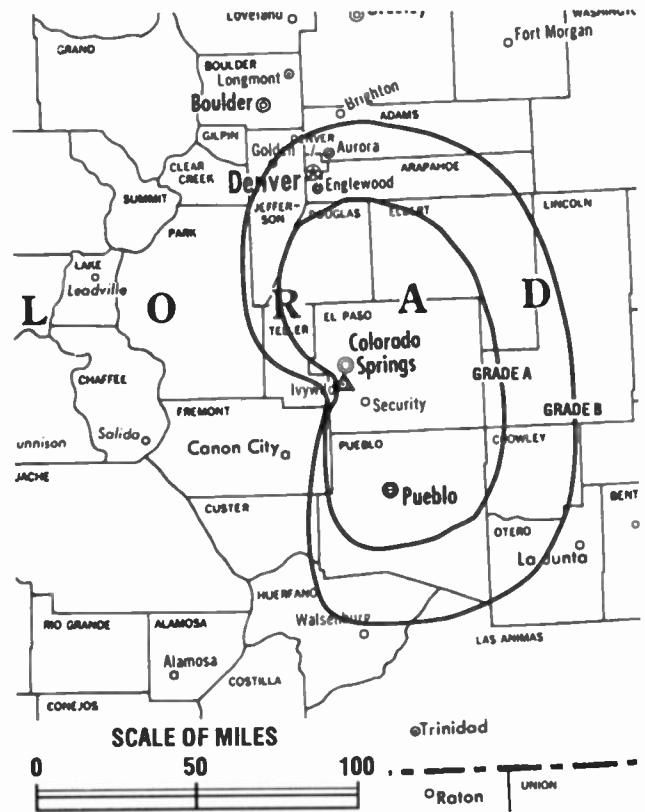 Loveland
WASHINGT
GRAND
Fort Morgan
BOULDER
Longmont
Boulder
Brighton
ADAMS
GILPIN
DENVER
Golden
Aurora
CLEAR
CREEK
ARAPAHOE
Denver
Englewood
SUMMIT
JEFFER-
SON
DOUGLAS
ELBERT
LINCOLN
PARK
LAKE
Leadville
L O R A D
EL PASO
TELLER
Colorado
Springs
CHAFFEE
GRADE A
Ivywild
Security
GRADE B
FREMONT
unnison
Salida
Canon City
PUEBLO
CROWLEY
JACHE
Pueblo
BENT
CUSTER
OTERO
La Junta
HUERFANO
Walsenburg
RIO GRANDE
ALAMOSA
LAS ANIMAS
Alamosa
COSTILLA
CONEJOS
Trinidad
SCALE OF MILES
0 50 100
Raton
UNION